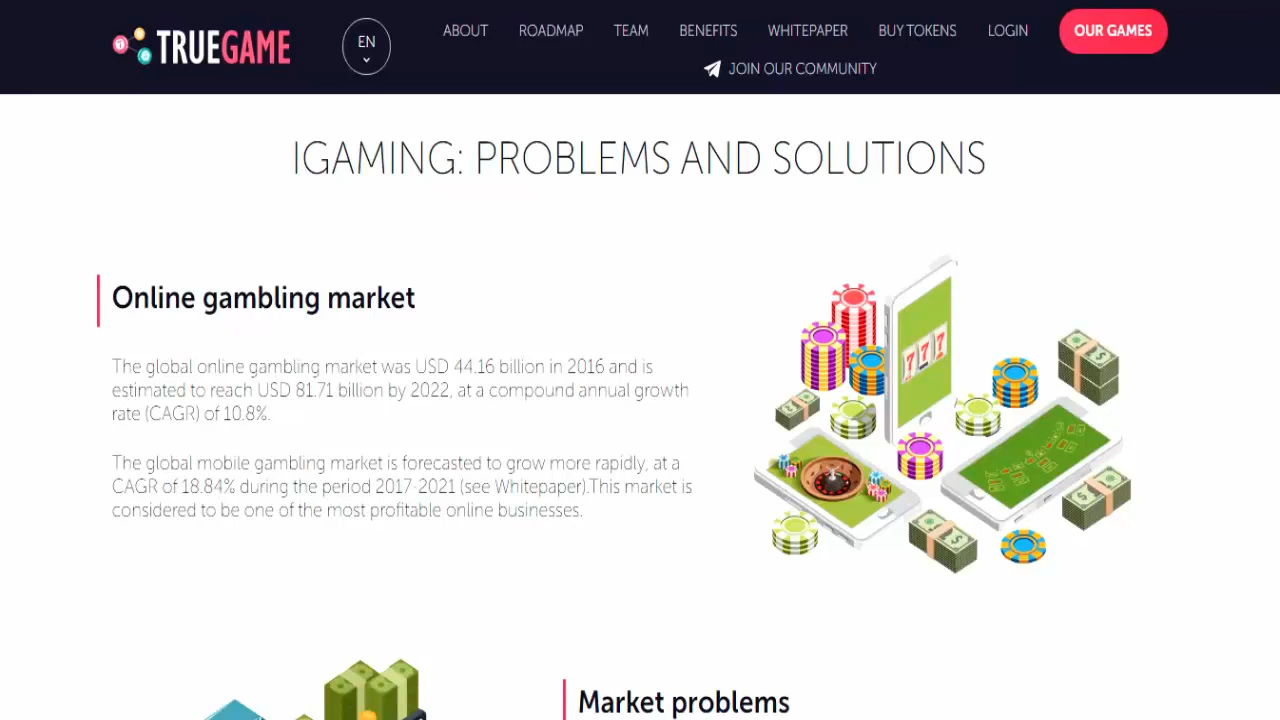 TRUEGAME
EN
ABOUT ROADMAP TEAM BENEFITS WHITEPAPER BUY TOKENS LOGIN OUR GAMES
JOIN OUR COMMUNITY
IGAMING: PROBLEMS AND SOLUTIONS
Online gambling market
The global online gambling market was USD 44.16 billion in 2016 and is
estimated to reach USD 81.71 billion by 2022, at a compound annual growth
rate (CAGR) of 10.8%.
The global mobile gambling market is forecasted to grow more rapidly, at a
CAGR of 18.84% during the period 2017-2021 (see Whitepaper).This market is
considered to be one of the most profitable online businesses.
777
Market problems